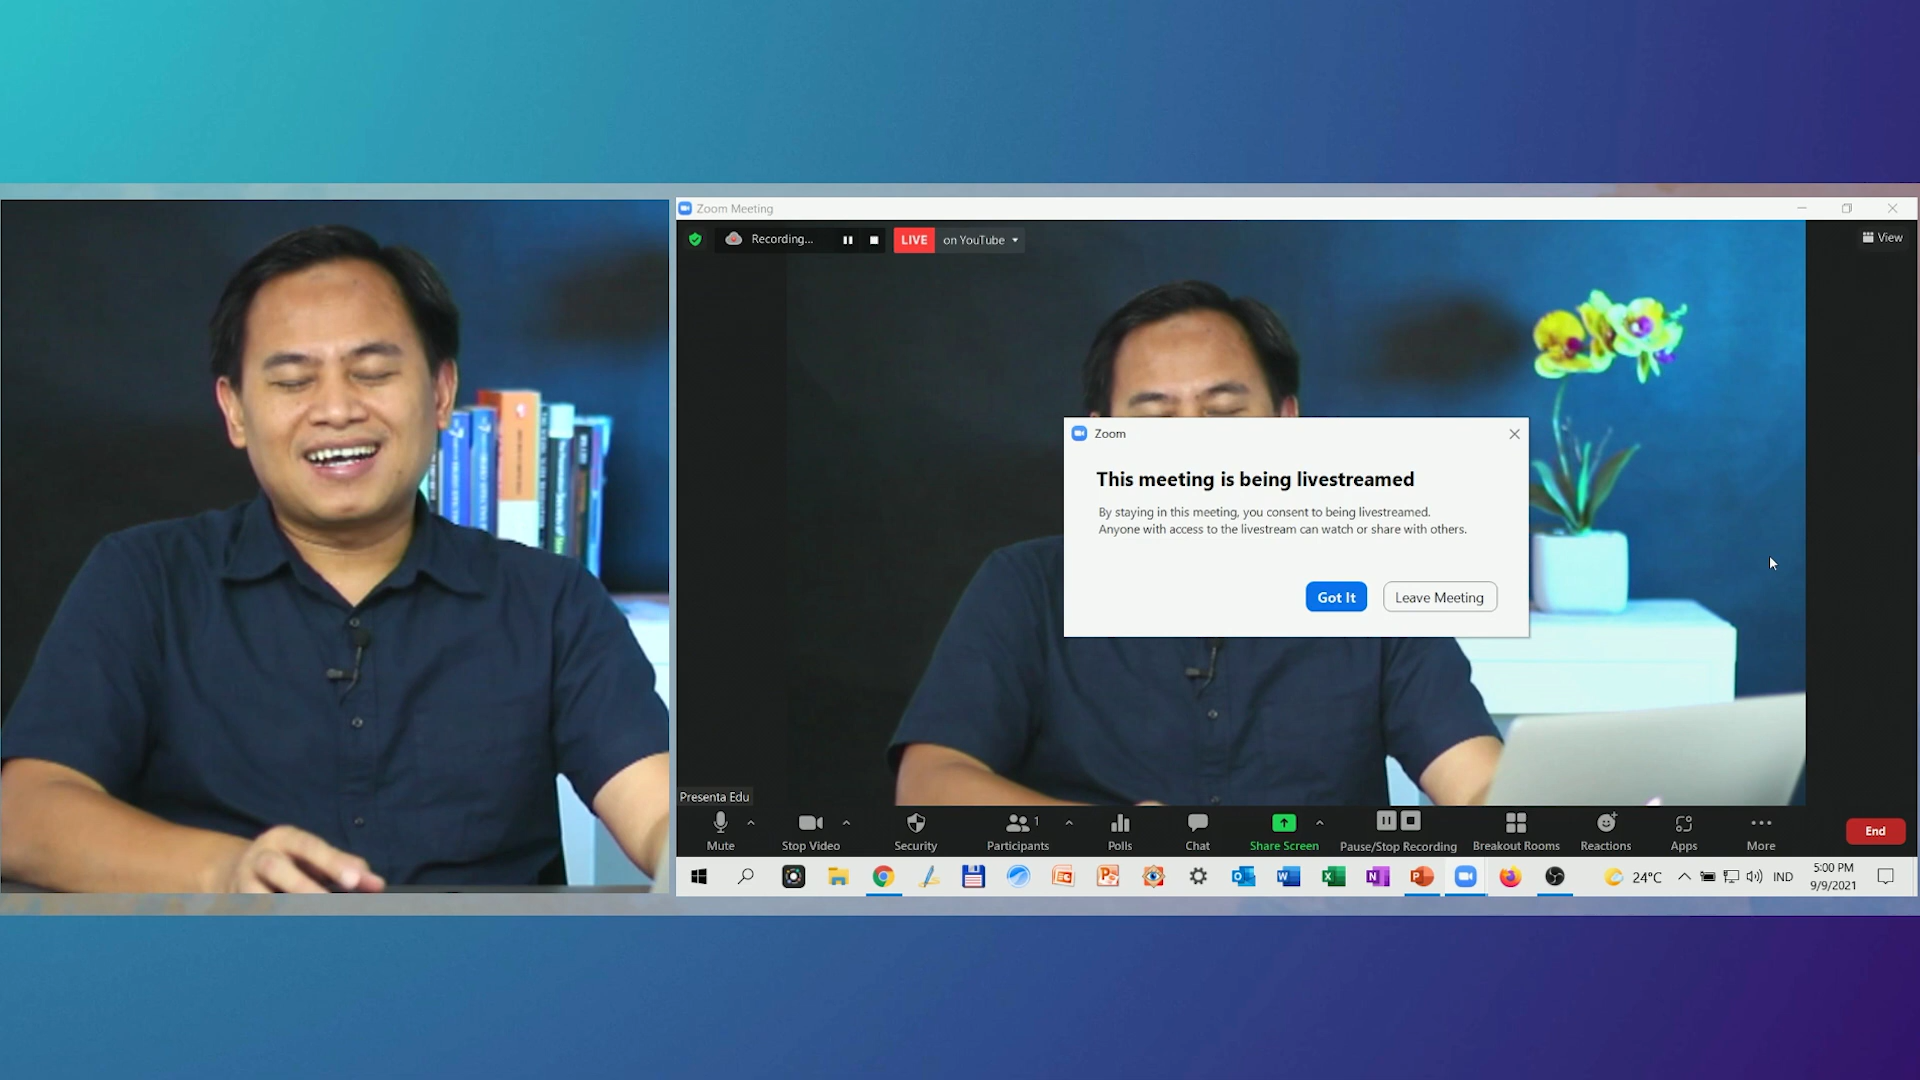 Zoom Meeting
Recording...
LIVE on YouTube
View
Zoom
This meeting is being livestreamed
By staying in this meeting, you consent to being livestreamed.
Anyone with access to the livestream can watch or share with others.
Got It
Leave Meeting
Presenta Edu
1
Mute
Stop Video
Security
Participants
Polls
Chat
Share Screen
Pause/Stop Recording
Breakout Rooms
Reactions
Apps
More
End
24°C
IND
5:00 PM
9/9/2021